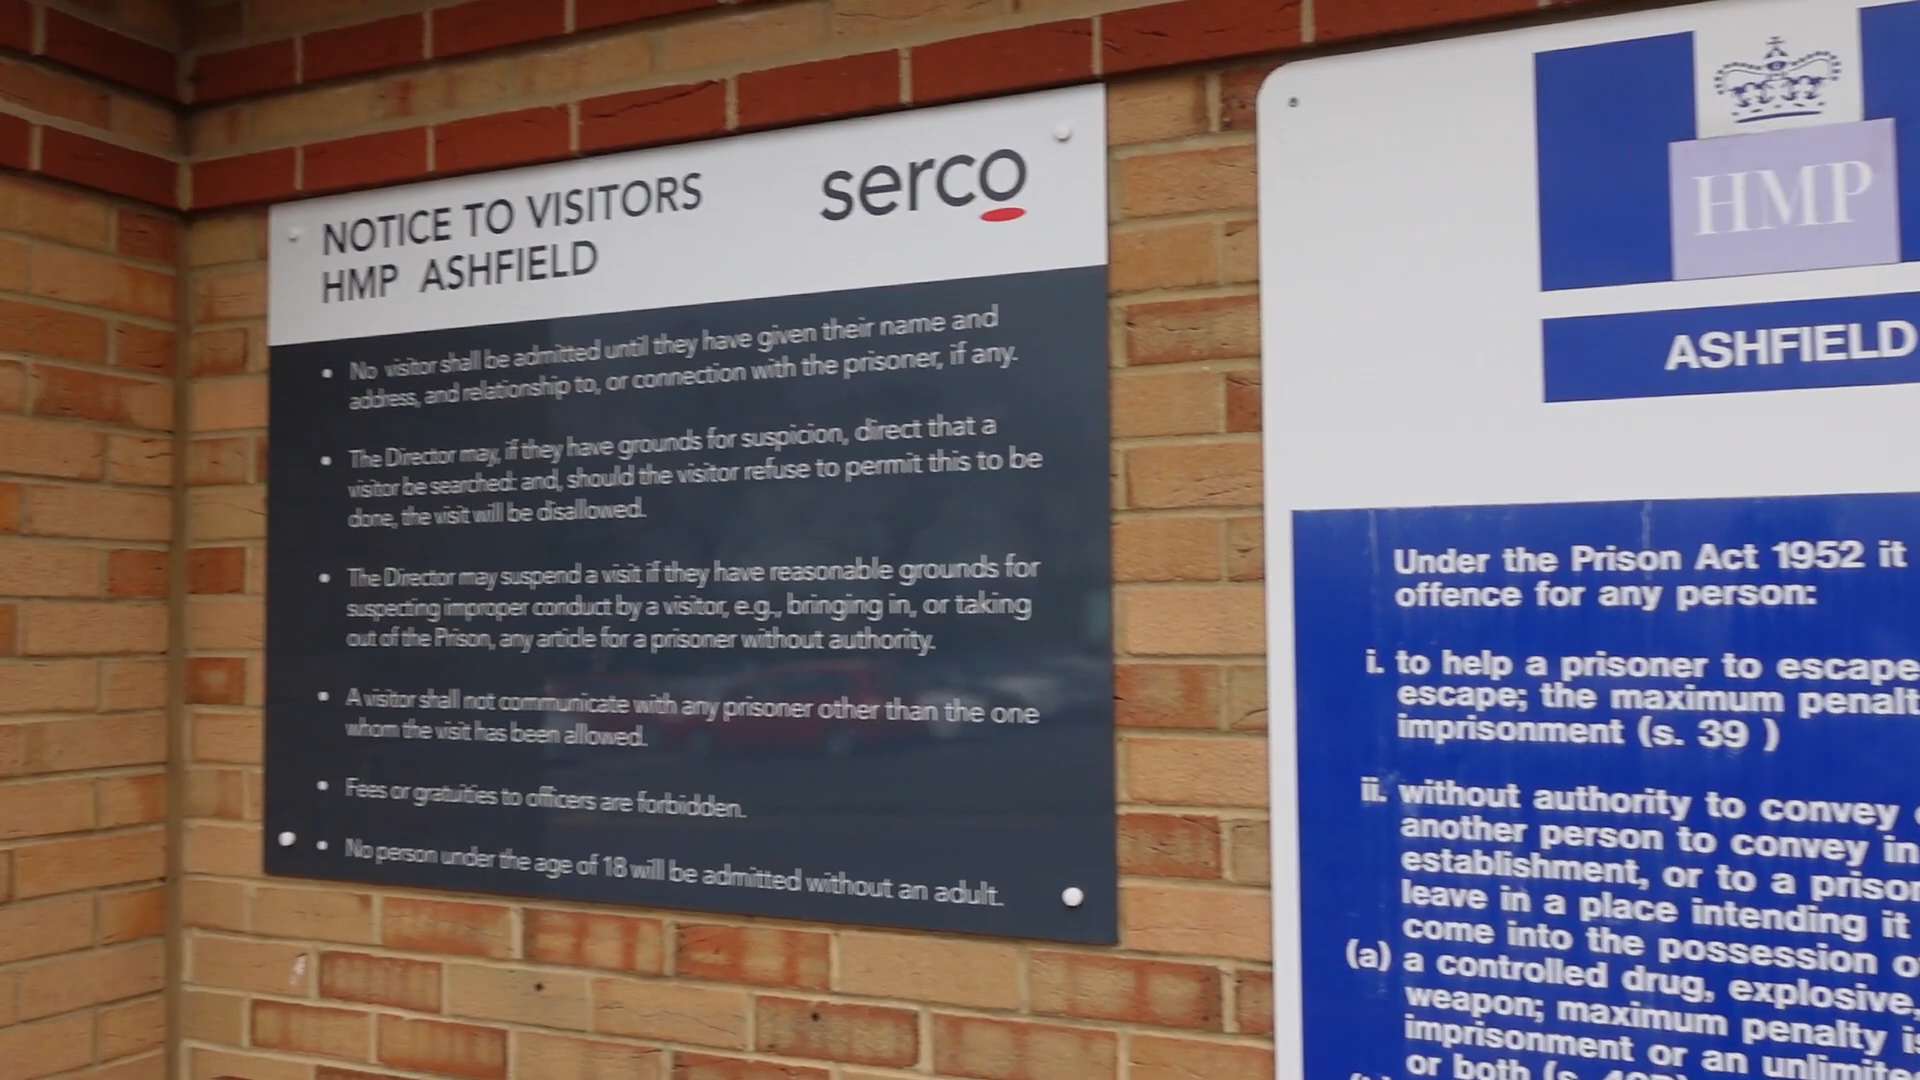 NOTICE TO VISITORS
HMP ASHFIELD
serco
• No visitor shall be admitted until they have given their name and
address, and relationship to, or connection with the prisoner, if any.
• The Director may, if they have grounds for suspicion, direct that a
visitor be searched: and, should the visitor refuse to permit this to be
done, the visit will be disallowed.
• The Director may suspend a visit if they have reasonable grounds for
suspecting improper conduct by a visitor, e.g., bringing in, or taking
out of the Prison, any article for a prisoner without authority.
• A visitor shall not communicate with any prisoner other than the one
whom the visit has been allowed.
• Fees or gratuities to officers are forbidden.
• No person under the age of 18 will be admitted without an adult.
HMP
ASHFIELD
Under the Prison Act 1952 it
offence for any person:
i. to help a prisoner to escape
escape; the maximum
imprisonment (s. 39 )
ii. without authority to convey
another person to convey in
establishment, or to a
leave in a place intending it
come into the possession
(a) a controlled drug, explosive,
weapon; maximum penalty
imprisonment or an
or both (s.